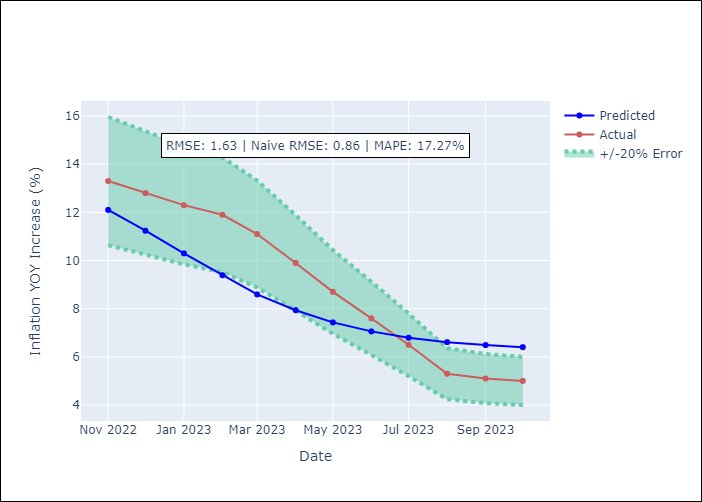 RMSE: 1.63 | Naive RMSE: 0.86 | MAPE: 17.27%
Predicted
Actual
+/-20% Error
Inflation YOY Increase (%)
16
14
12
10
8
6
4
Nov 2022
Jan 2023
Mar 2023
May 2023
Jul 2023
Sep 2023
Date